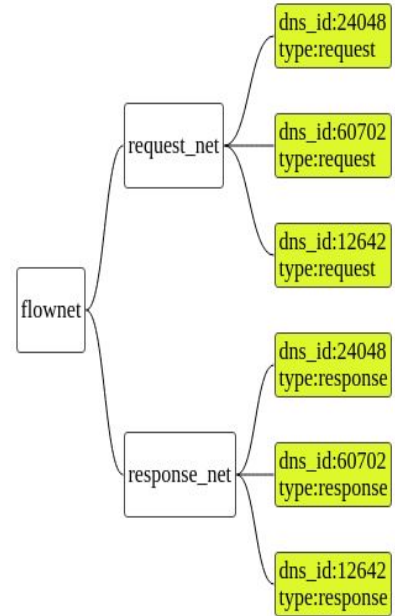 dns_id:24048
type:request
request_net
dns_id:60702
type:request
dns_id:12642
type:request
flownet
dns_id:24048
type:response
response_net
dns_id:60702
type:response
dns_id:12642
type:response